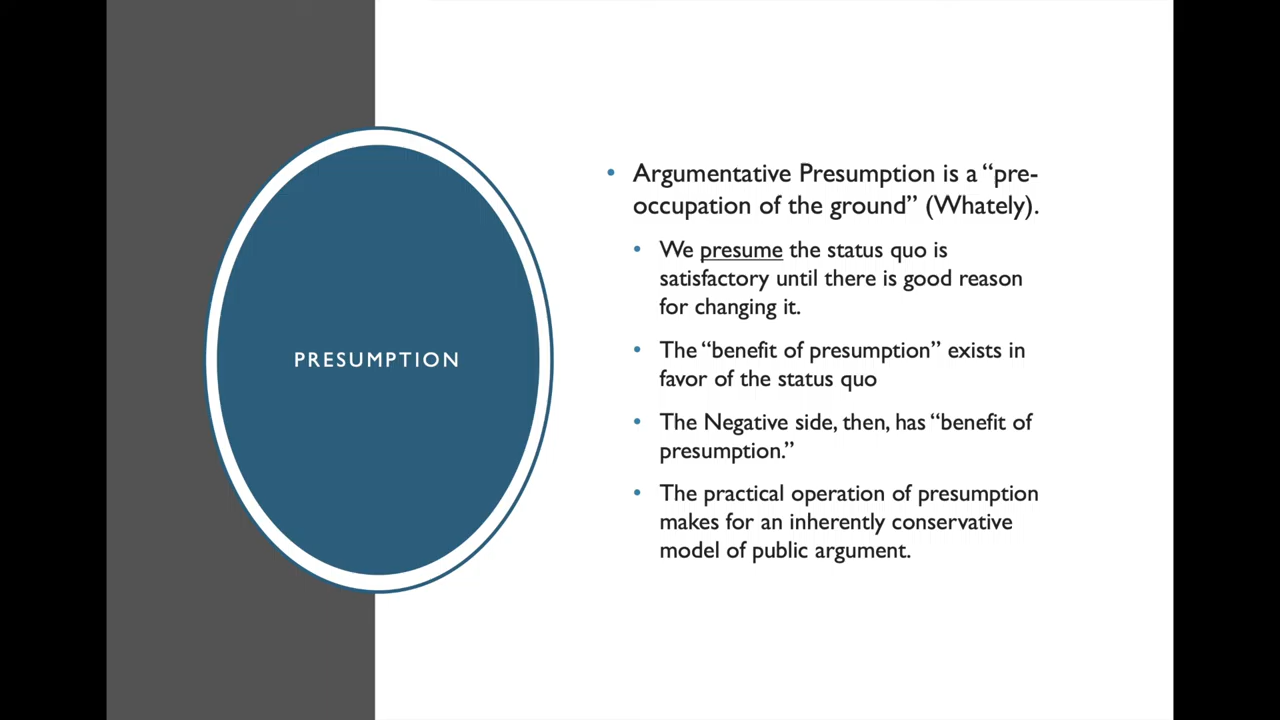 PRESUMPTION
• Argumentative Presumption is a “pre-
occupation of the ground” (Whately).
• We presume the status quo is
satisfactory until there is good reason
for changing it.
• The “benefit of presumption” exists in
favor of the status quo
• The Negative side, then, has “benefit of
presumption.”
• The practical operation of presumption
makes for an inherently conservative
model of public argument.